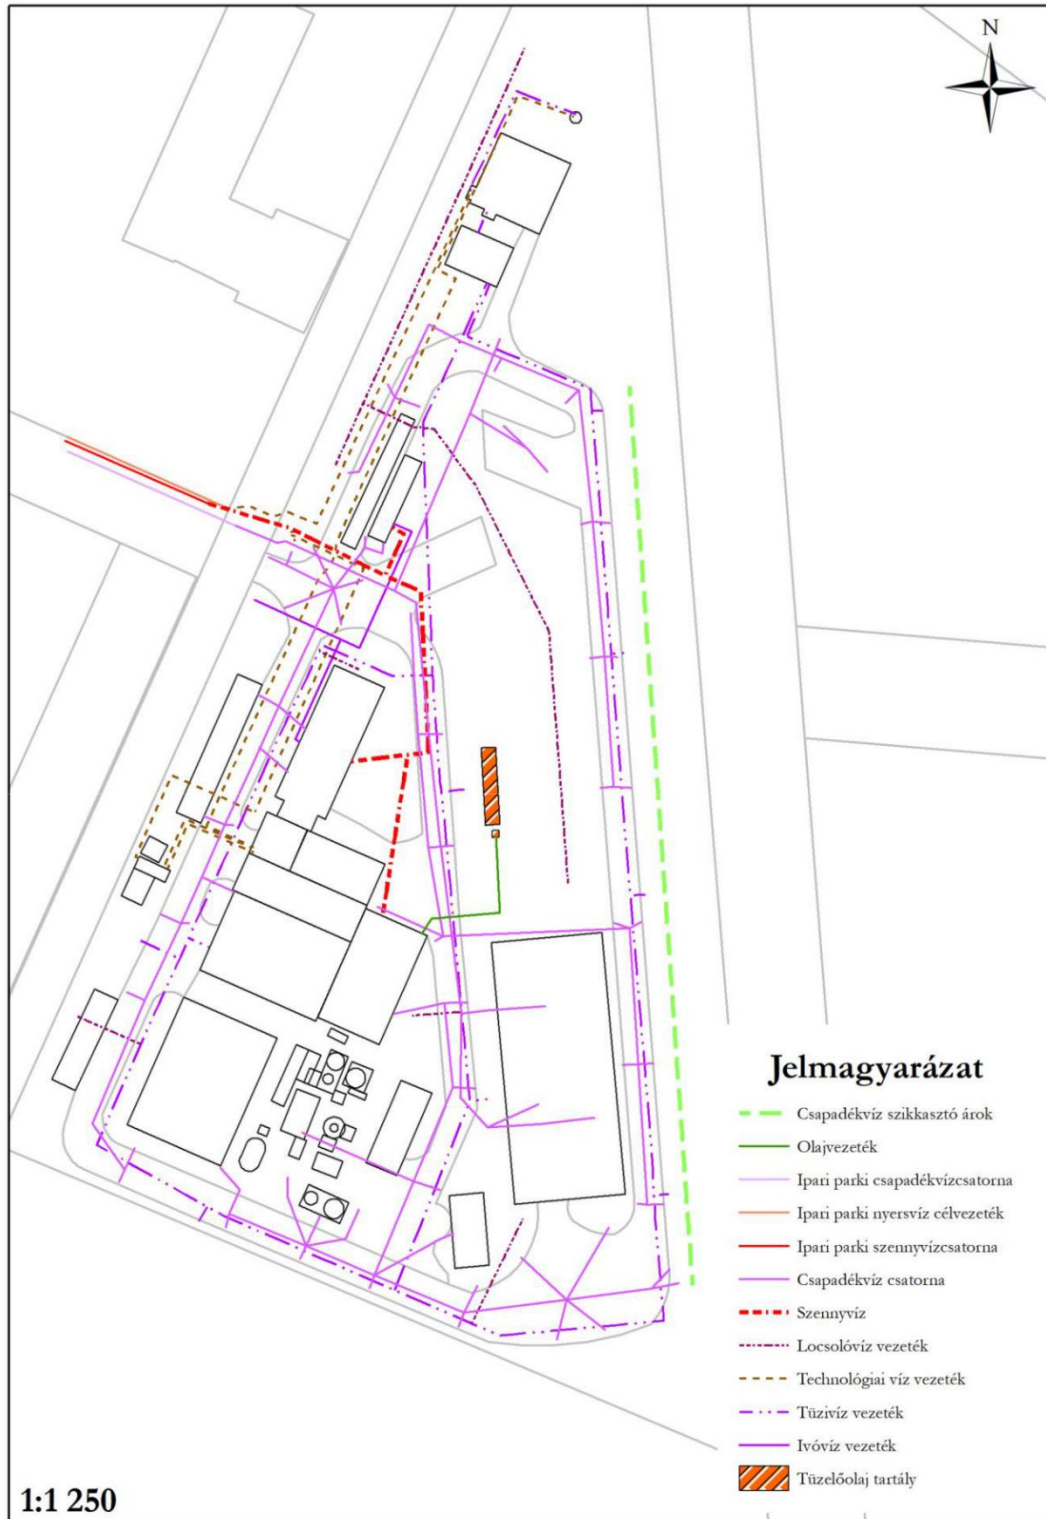 N
Jelmagyarázat
Csapadékvíz szikkasztó árok
Olajvezeték
Ipari parki csapadékvízcsatorna
Ipari parki nyersvíz célvezeték
Ipari parki szennyvízcsatorna
Csapadékvíz csatorna
Szennyvíz
Locsolóvíz vezeték
Technológiai víz vezeték
Tüzivíz vezeték
Ivóvíz vezeték
Tüzelőolaj tartály
1:1 250